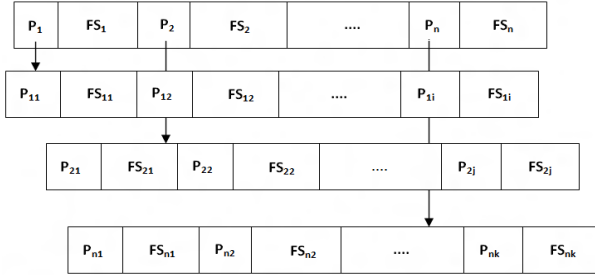 P₁ FS₁ P₂ FS₂ .... Pₙ FSₙ
P₁₁ FS₁₁ P₁₂ FS₁₂ .... P₁ᵢ FS₁ᵢ
P₂₁ FS₂₁ P₂₂ FS₂₂ .... P₂ⱼ FS₂ⱼ
Pₙ₁ FSₙ₁ Pₙ₂ FSₙ₂ .... Pₙₖ FSₙₖ